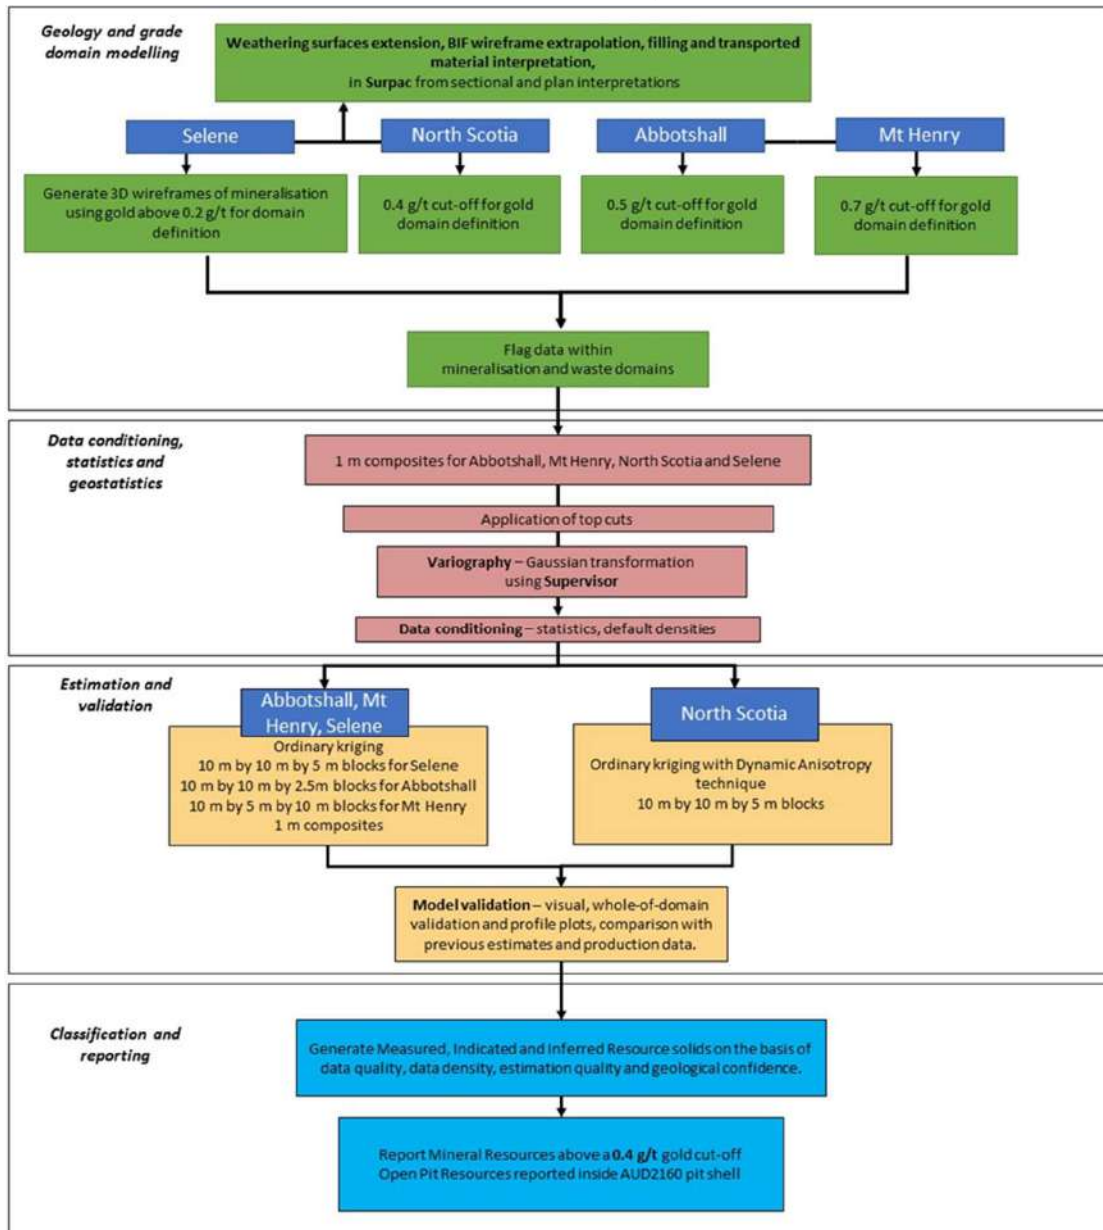 Geology and grade
domain modelling
Weathering surfaces extension, BIF wireframe extrapolation, filling and transported
material interpretation,
in Surpac from sectional and plan interpretations
Selene
North Scotia
Abbotshall
Mt Henry
Generate 3D wireframes of mineralisation
using gold above 0.2 g/t for domain
definition
0.4 g/t cut-off for gold
domain definition
0.5 g/t cut-off for gold
domain definition
0.7 g/t cut-off for gold
domain definition
Flag data within
mineralisation and waste domains
Data conditioning,
statistics and
geostatistics
1 m composites for Abbotshall, Mt Henry, North Scotia and Selene
Application of top cuts
Variography – Gaussian transformation
using Supervisor
Data conditioning – statistics, default densities
Estimation and
validation
Abbotshall, Mt
Henry, Selene
Ordinary kriging
10 m by 10 m by 5 m blocks for Selene
10 m by 10 m by 2.5m blocks for Abbotshall
10 m by 5 m by 10 m blocks for Mt Henry
1 m composites
North Scotia
Ordinary kriging with Dynamic Anisotropy
technique
10 m by 10 m by 5 m blocks
Model validation – visual, whole-of-domain
validation and profile plots, comparison with
previous estimates and production data.
Classification and
reporting
Generate Measured, Indicated and Inferred Resource solids on the basis of
data quality, data density, estimation quality and geological confidence.
Report Mineral Resources above a 0.4 g/t gold cut-off
Open Pit Resources reported inside AUD2160 pit shell